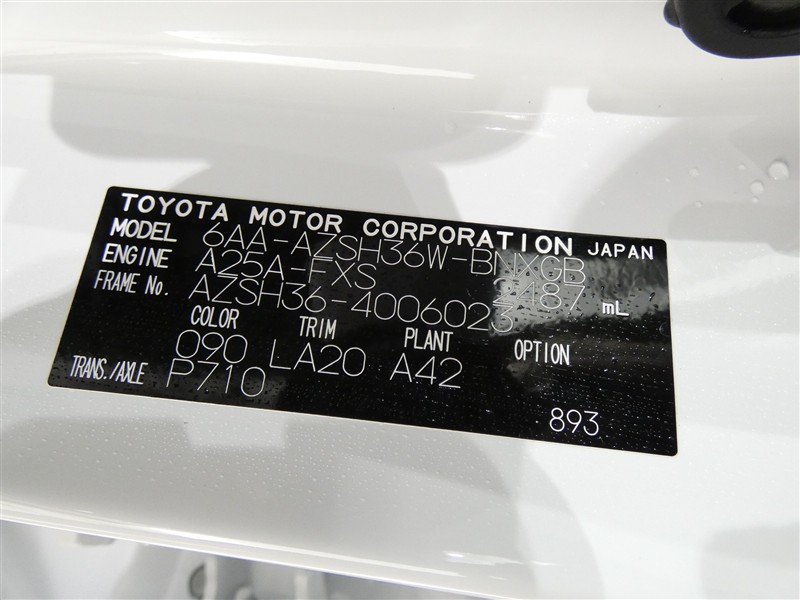 TOYOTA MOTOR CORPORATION JAPAN
MODEL 6AA-AZSH36W-BNXGB
ENGINE A25A-FXS 2487 mL
FRAME No. AZSH36-4006023
COLOR TRIM PLANT OPTION
090 LA20 A42
TRANS./AXLE P710
893